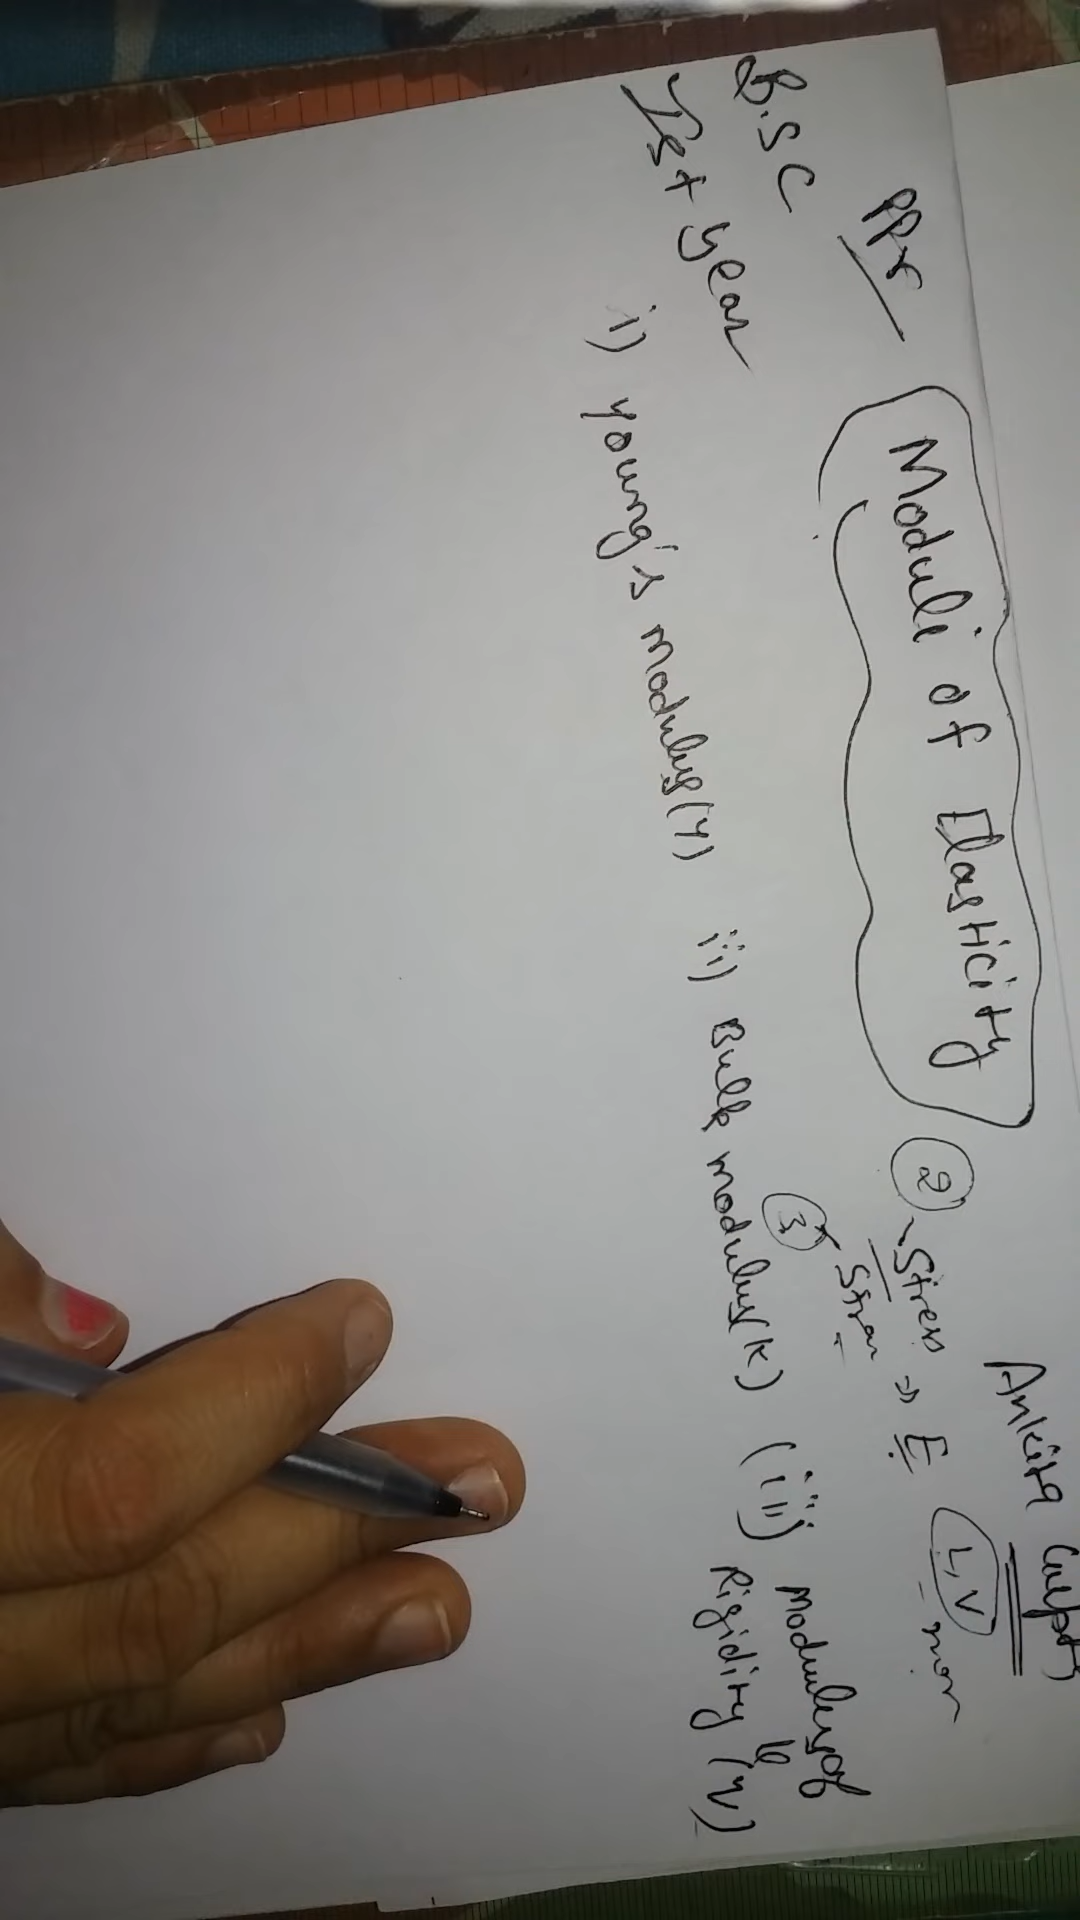 Ankita Gupta
PPr
Moduli of Elasticity
② Stress = E
L, V
B.SC
③ Stran
Ist year
i) Young's modulus (Y) ii) Bulk modulus (K) (iii) Modulus of
Rigidity (η)